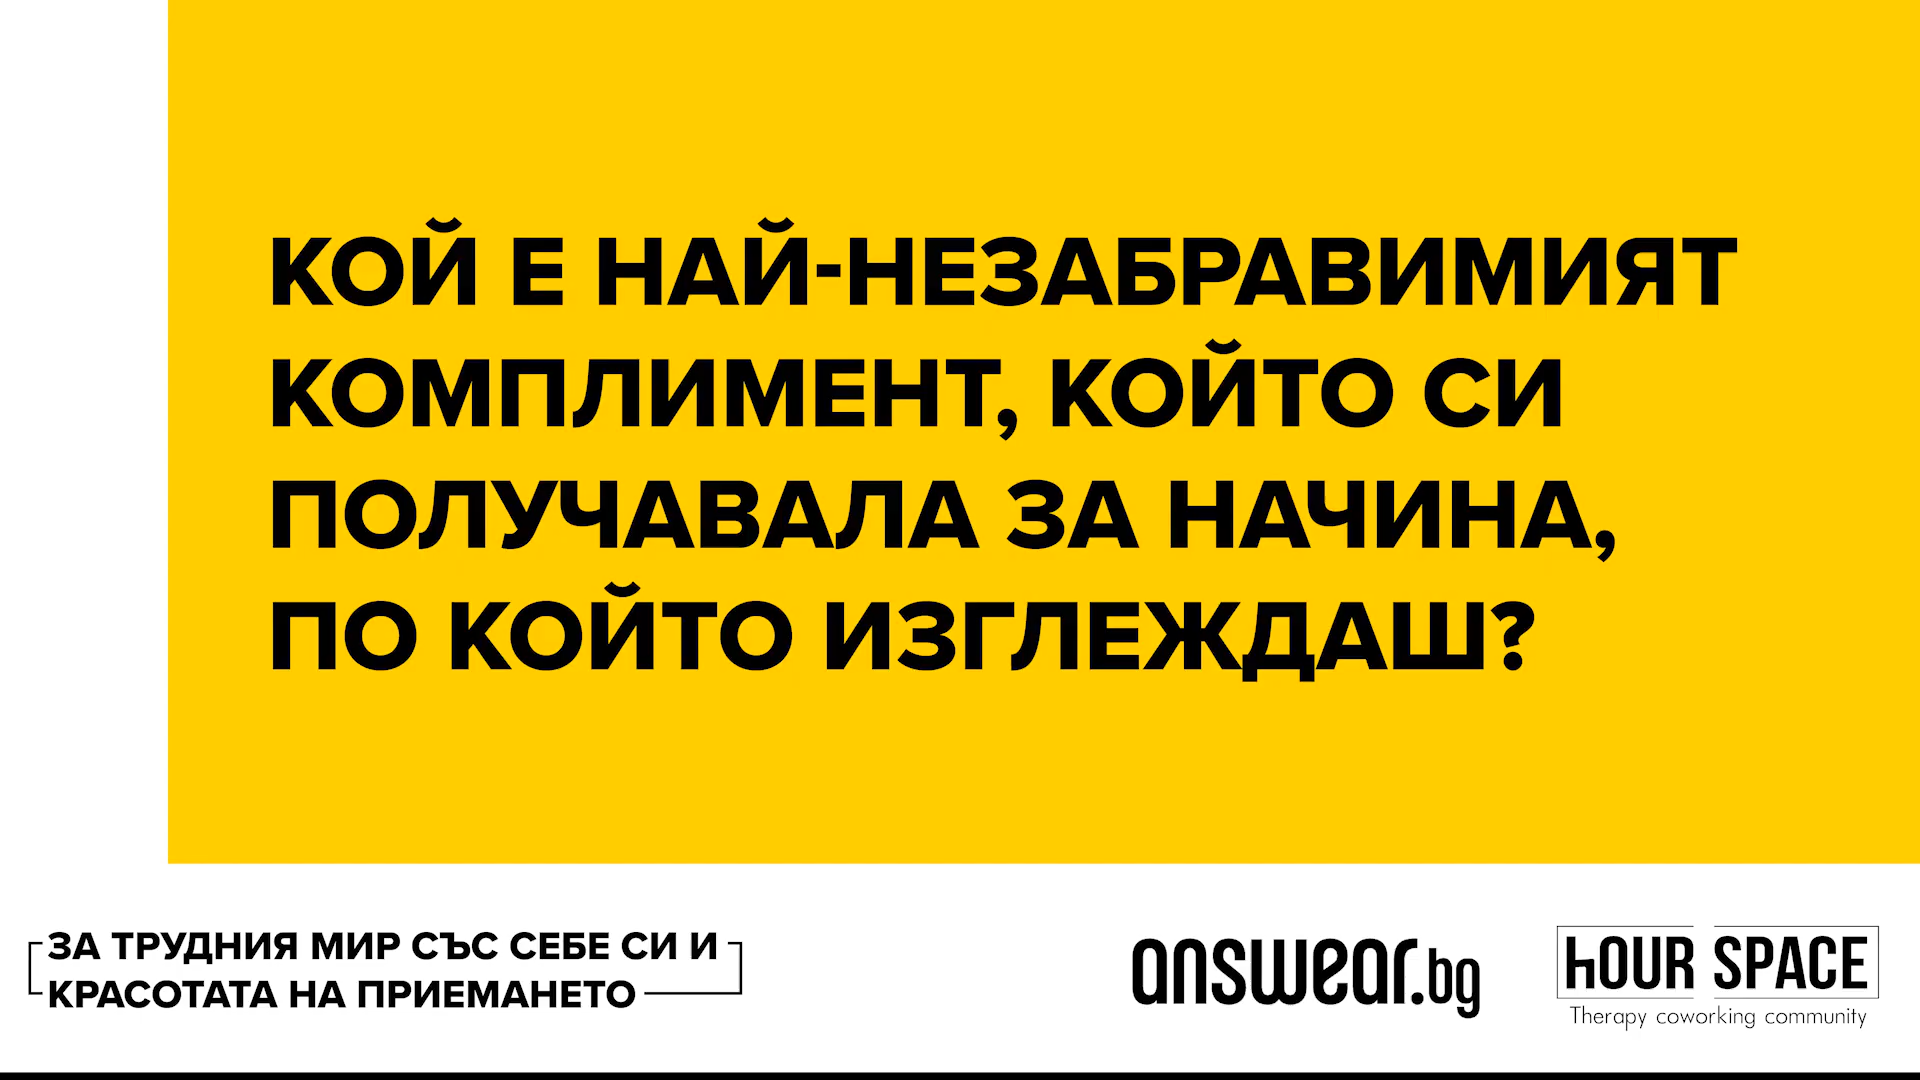 КОЙ Е НАЙ-НЕЗАБРАВИМИЯТ
КОМПЛИМЕНТ, КОЙТО СИ
ПОЛУЧАВАЛА ЗА НАЧИНА,
ПО КОЙТО ИЗГЛЕЖДАШ?
ЗА ТРУДНИЯ МИР СЪС СЕБЕ СИ И
КРАСОТАТА НА ПРИЕМАНЕТО
answear.bg
hOUR SPACE
Therapy coworking community